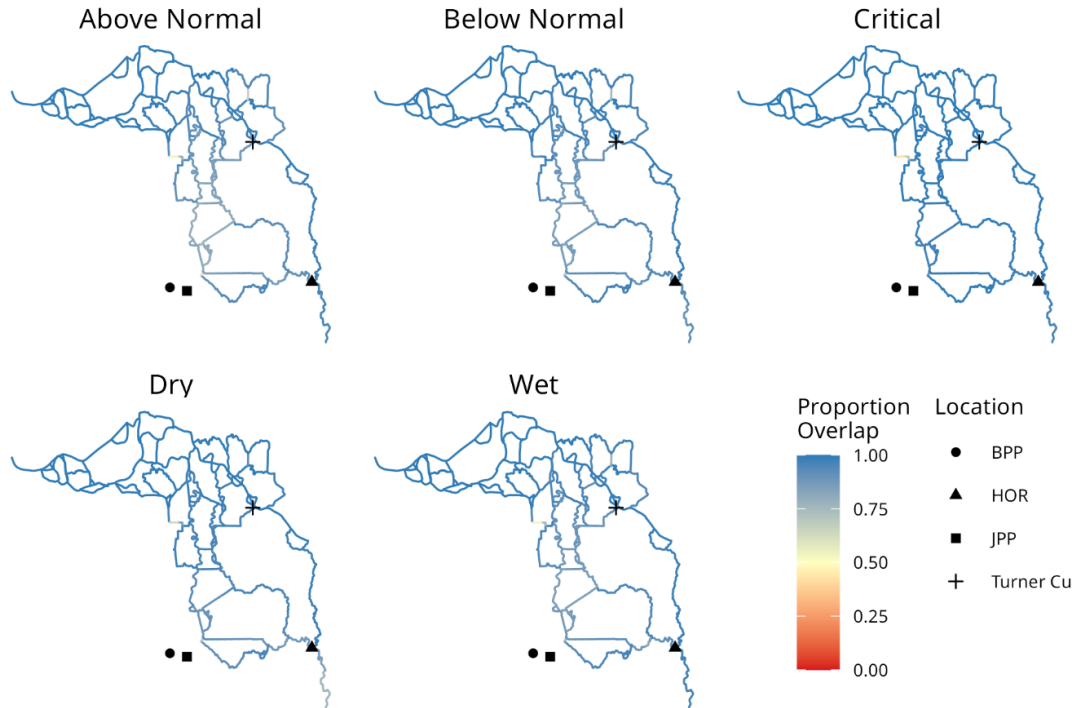 Above Normal
Below Normal
Critical
Dry
Wet
Proportion
Overlap
1.00
0.75
0.50
0.25
0.00
Location
BPP
HOR
JPP
Turner Cu